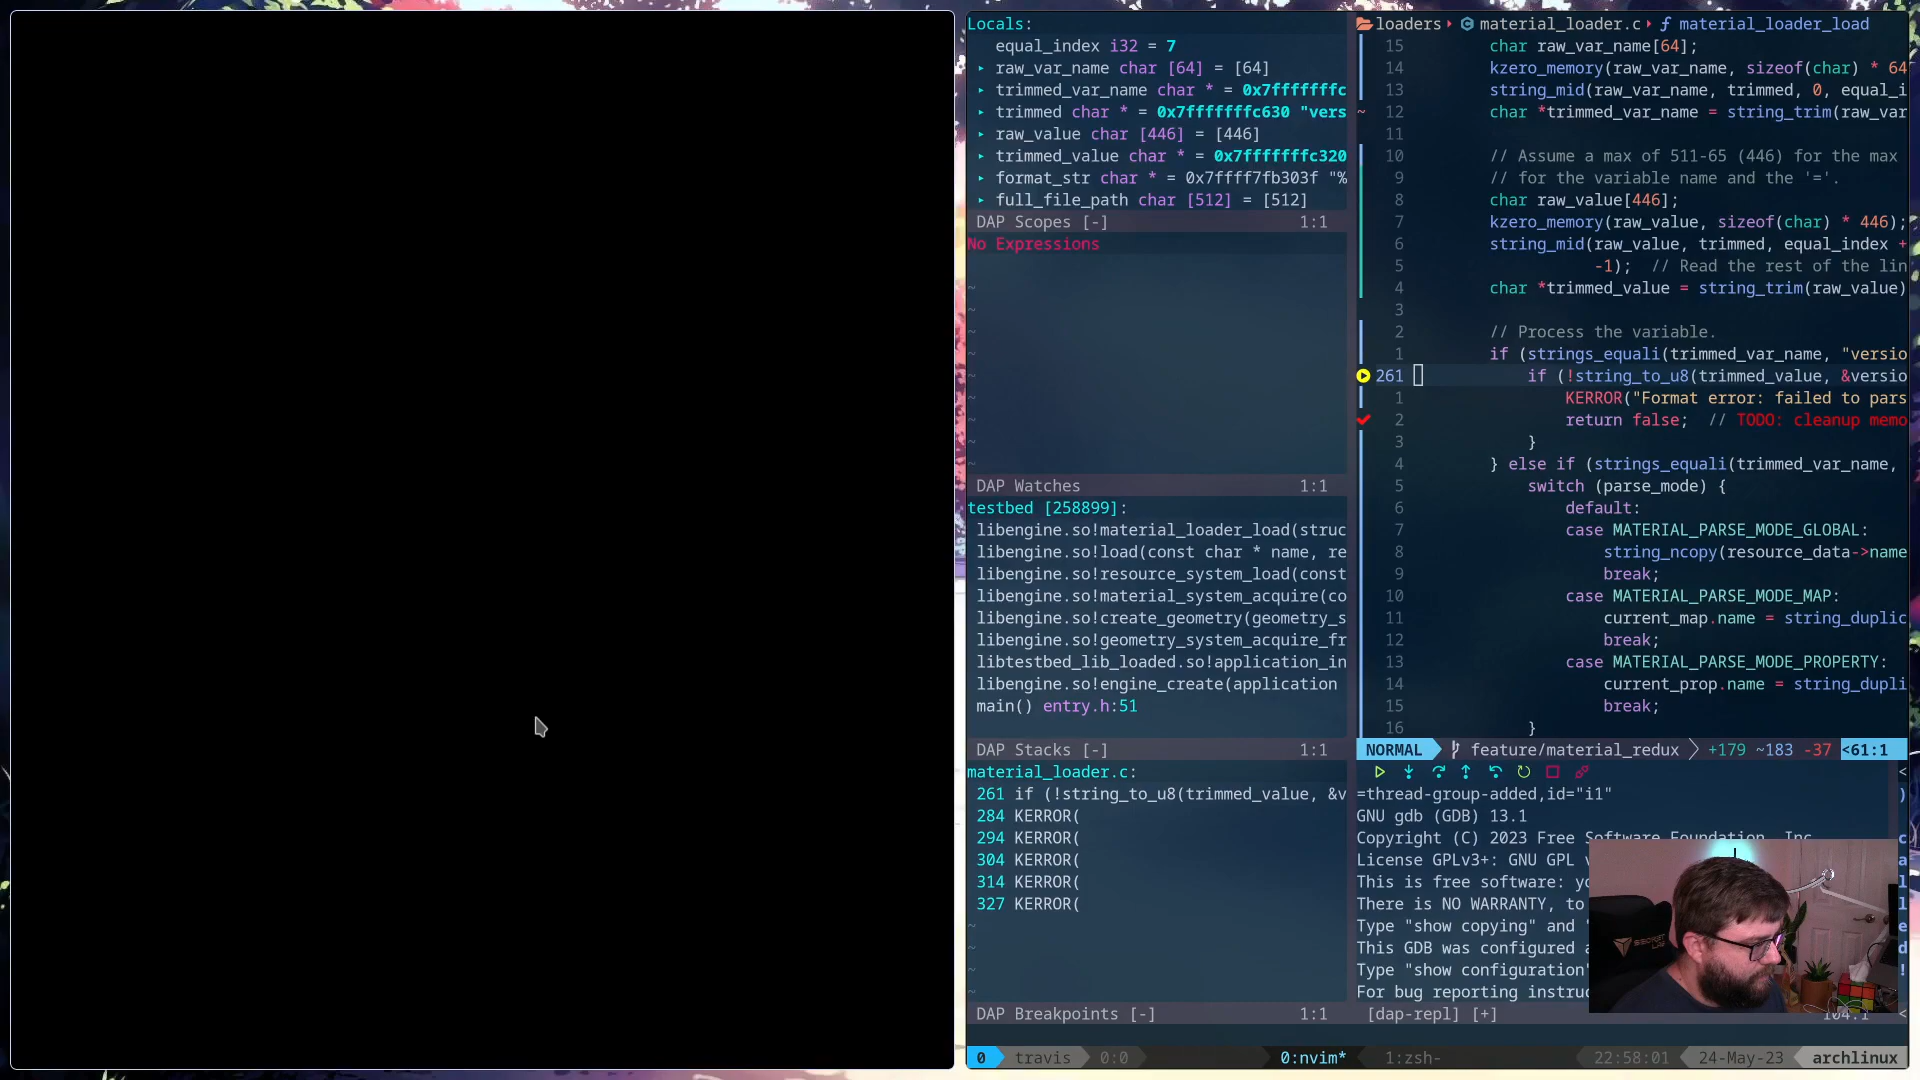 Locals:
equal_index i32 = 7
▸ raw_var_name char [64] = [64]
▸ trimmed_var_name char * = 0x7fffffffc
▸ trimmed char * = 0x7fffffffc630 "vers
▸ raw_value char [446] = [446]
▸ trimmed_value char * = 0x7fffffffc320
▸ format_str char * = 0x7ffff7fb303f "%
▸ full_file_path char [512] = [512]
DAP Scopes [-] 1:1
No Expressions
~
~
~
~
~
~
~
~
~
DAP Watches 1:1
testbed [258899]:
libengine.so!material_loader_load(struc
libengine.so!load(const char * name, re
libengine.so!resource_system_load(const
libengine.so!material_system_acquire(co
libengine.so!create_geometry(geometry_s
libengine.so!geometry_system_acquire_fr
libtestbed_lib_loaded.so!application_in
libengine.so!engine_create(application
main() entry.h:51
DAP Stacks [-] 1:1
material_loader.c:
261 if (!string_to_u8(trimmed_value, &v
284 KERROR(
294 KERROR(
304 KERROR(
314 KERROR(
327 KERROR(
~
~
~
~
DAP Breakpoints [-] 1:1
loaders › material_loader.c › ƒ material_loader_load
15 char raw_var_name[64];
14 kzero_memory(raw_var_name, sizeof(char) * 64
13 string_mid(raw_var_name, trimmed, 0, equal_i
~ 12 char *trimmed_var_name = string_trim(raw_var
11
10 // Assume a max of 511-65 (446) for the max
9 // for the variable name and the '='.
8 char raw_value[446];
7 kzero_memory(raw_value, sizeof(char) * 446);
6 string_mid(raw_value, trimmed, equal_index +
5 -1); // Read the rest of the lin
4 char *trimmed_value = string_trim(raw_value)
3
2 // Process the variable.
1 if (strings_equali(trimmed_var_name, "versio
261 if (!string_to_u8(trimmed_value, &versio
1 KERROR("Format error: failed to pars
2 return false; // TODO: cleanup memo
3 }
4 } else if (strings_equali(trimmed_var_name,
5 switch (parse_mode) {
6 default:
7 case MATERIAL_PARSE_MODE_GLOBAL:
8 string_ncopy(resource_data->name
9 break;
10 case MATERIAL_PARSE_MODE_MAP:
11 current_map.name = string_duplic
12 break;
13 case MATERIAL_PARSE_MODE_PROPERTY:
14 current_prop.name = string_dupli
15 break;
16 }
NORMAL feature/material_redux +179 ~183 -37 <61:1
=thread-group-added,id="i1"
GNU gdb (GDB) 13.1
Copyright (C) 2023 Free Software Foundation, Inc
License GPLv3+: GNU GPL v
This is free software: yo
There is NO WARRANTY, to
Type "show copying" and
This GDB was configured a
Type "show configuration"
For bug reporting instruc
[dap-repl] [+]
0 travis 0:0 0:nvim* 1:zsh- 22:58:01 24-May-23 archlinux